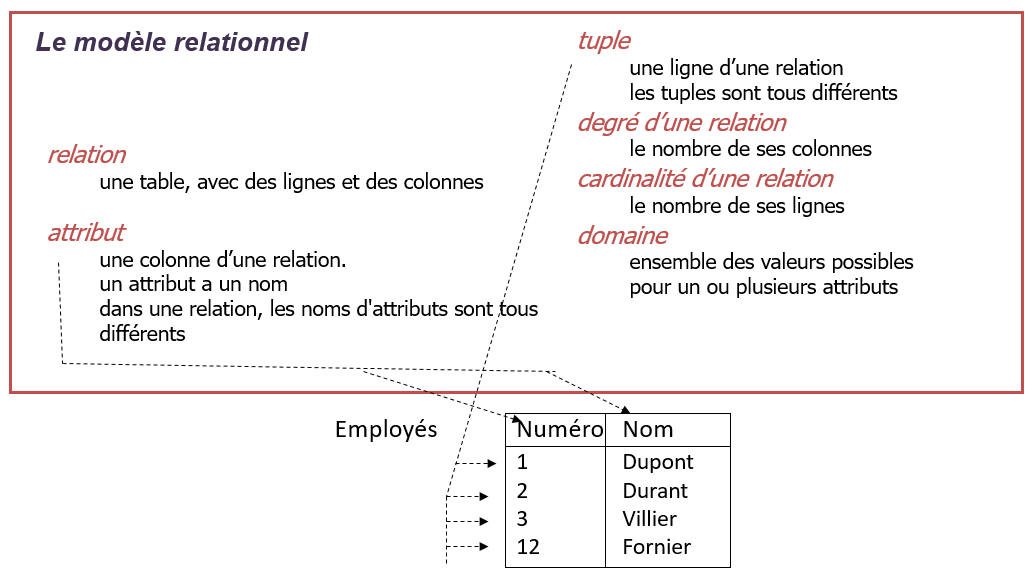 Le modèle relationnel
relation
une table, avec des lignes et des colonnes
attribut
une colonne d’une relation.
un attribut a un nom
dans une relation, les noms d'attributs sont tous
différents
tuple
une ligne d’une relation
les tuples sont tous différents
degré d’une relation
le nombre de ses colonnes
cardinalité d’une relation
le nombre de ses lignes
domaine
ensemble des valeurs possibles
pour un ou plusieurs attributs
Employés
Numéro Nom
1 Dupont
2 Durant
3 Villier
12 Fornier